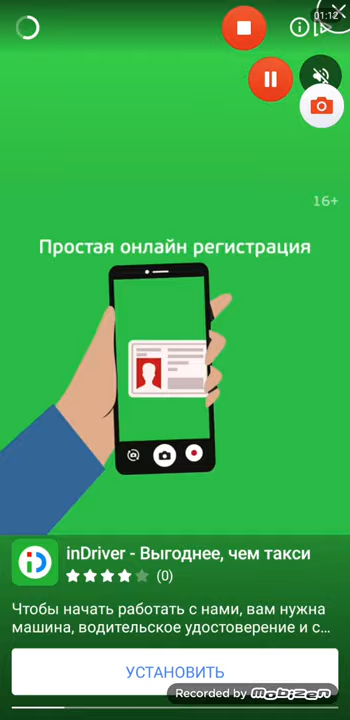 01:12
16+
Простая онлайн регистрация
inDriver - Выгоднее, чем такси
(0)
Чтобы начать работать с нами, вам нужна
машина, водительское удостоверение и с...
УСТАНОВИТЬ
Recorded by mobizen